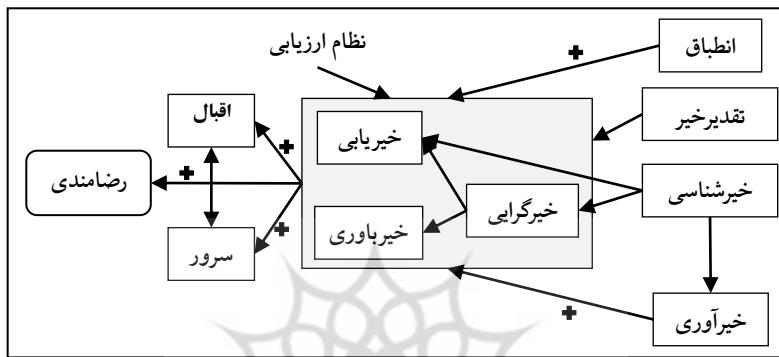 نظام ارزیابی
انطباق
اقبال
خیریابی
تقدیرخیر
رضامندی
خیرگرایی
خیرشناسی
خیرباوری
سرور
خیرآوری